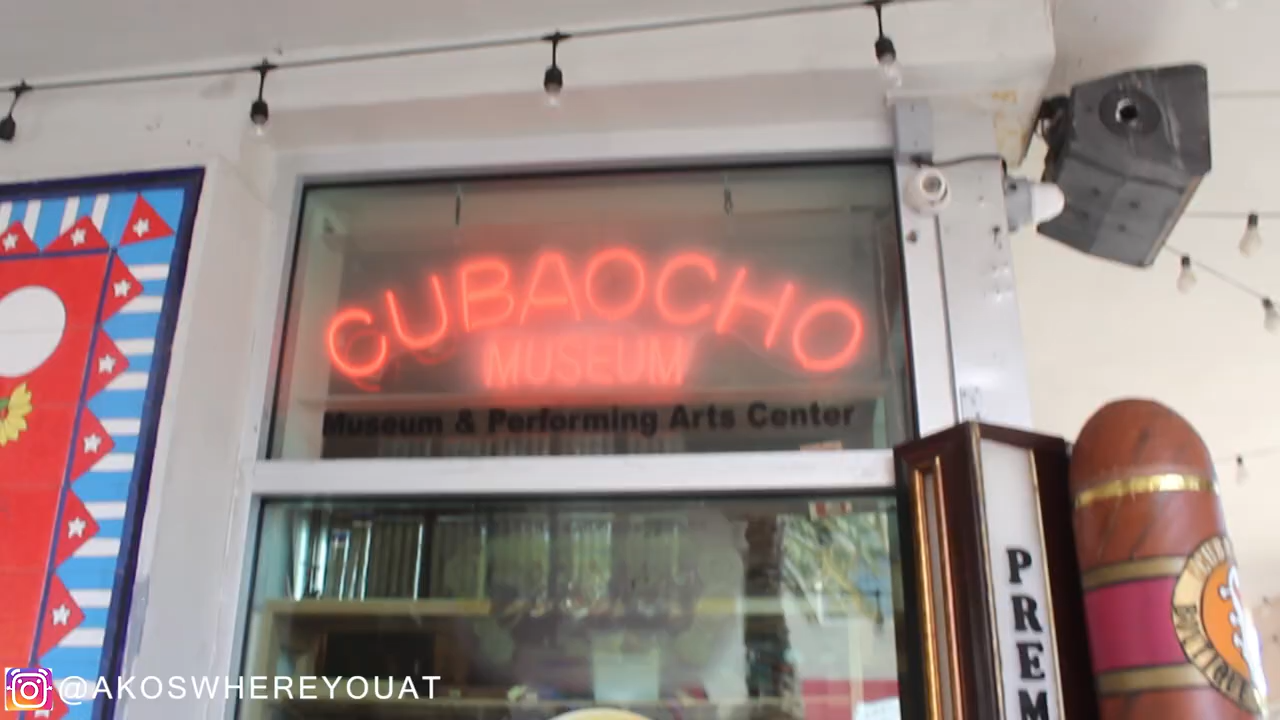 CUBAOCHO
MUSEUM
Museum & Performing Arts Center
PREM
@AKOSWHEREYOUAT